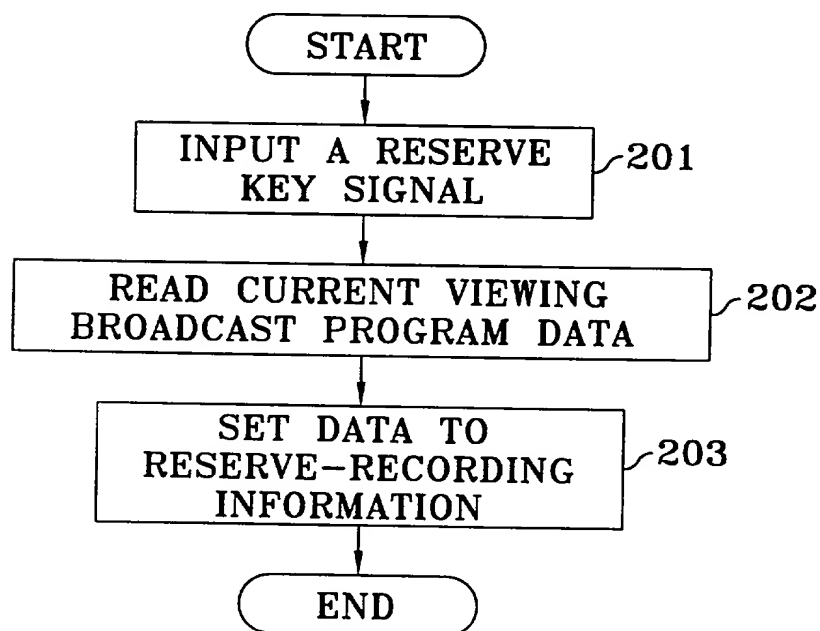 START
INPUT A RESERVE
KEY SIGNAL
201
READ CURRENT VIEWING
BROADCAST PROGRAM DATA
202
SET DATA TO
RESERVE-RECORDING
INFORMATION
203
END